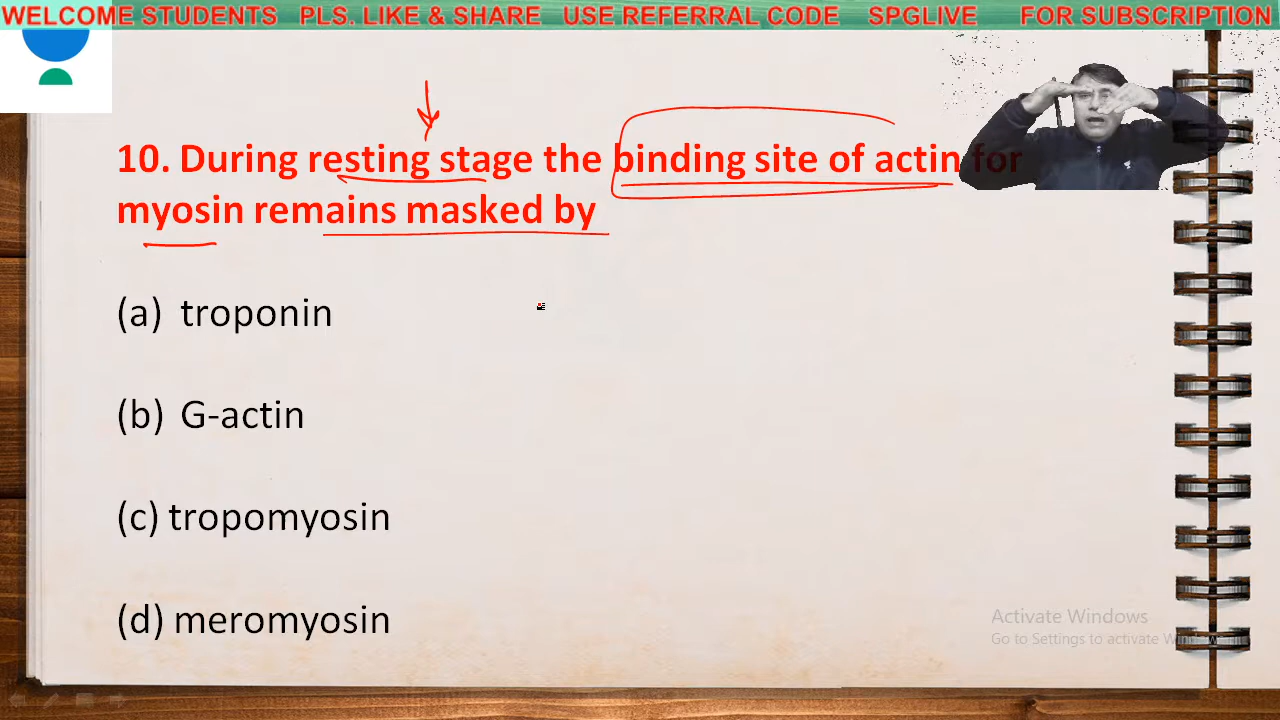 WELCOME STUDENTS PLS. LIKE & SHARE USE REFERRAL CODE SPGLIVE FOR SUBSCRIPTION
10. During resting stage the binding site of actin for
myosin remains masked by
(a) troponin
(b) G-actin
(c) tropomyosin
(d) meromyosin
Activate Windows
Go to Settings to activate